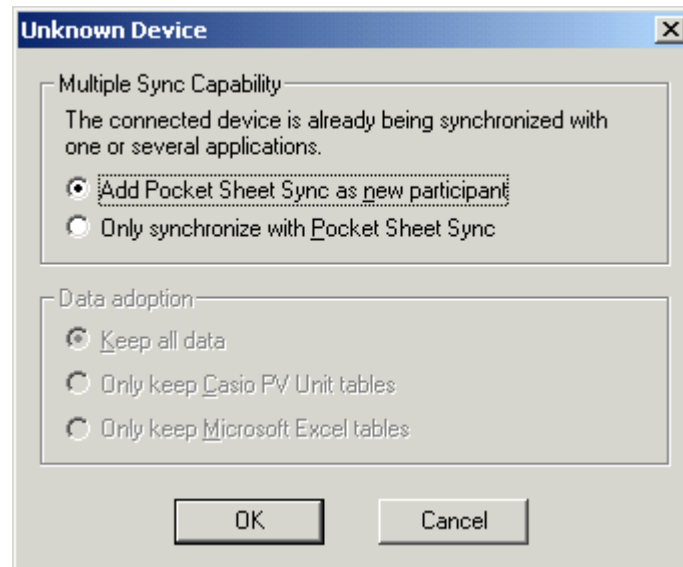 Unknown Device
Multiple Sync Capability
The connected device is already being synchronized with
one or several applications.
Add Pocket Sheet Sync as new participant
Only synchronize with Pocket Sheet Sync
Data adoption
Keep all data
Only keep Casio PV Unit tables
Only keep Microsoft Excel tables
OK
Cancel